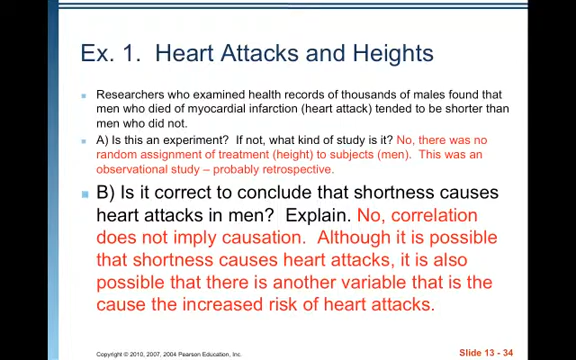 Ex. 1. Heart Attacks and Heights
Researchers who examined health records of thousands of males found that
men who died of myocardial infarction (heart attack) tended to be shorter than
men who did not.
A) Is this an experiment? If not, what kind of study is it? No, there was no
random assignment of treatment (height) to subjects (men). This was an
observational study – probably retrospective.
B) Is it correct to conclude that shortness causes
heart attacks in men? Explain. No, correlation
does not imply causation. Although it is possible
that shortness causes heart attacks, it is also
possible that there is another variable that is the
cause the increased risk of heart attacks.
Copyright © 2010, 2007, 2004 Pearson Education, Inc.
Slide 13 - 34